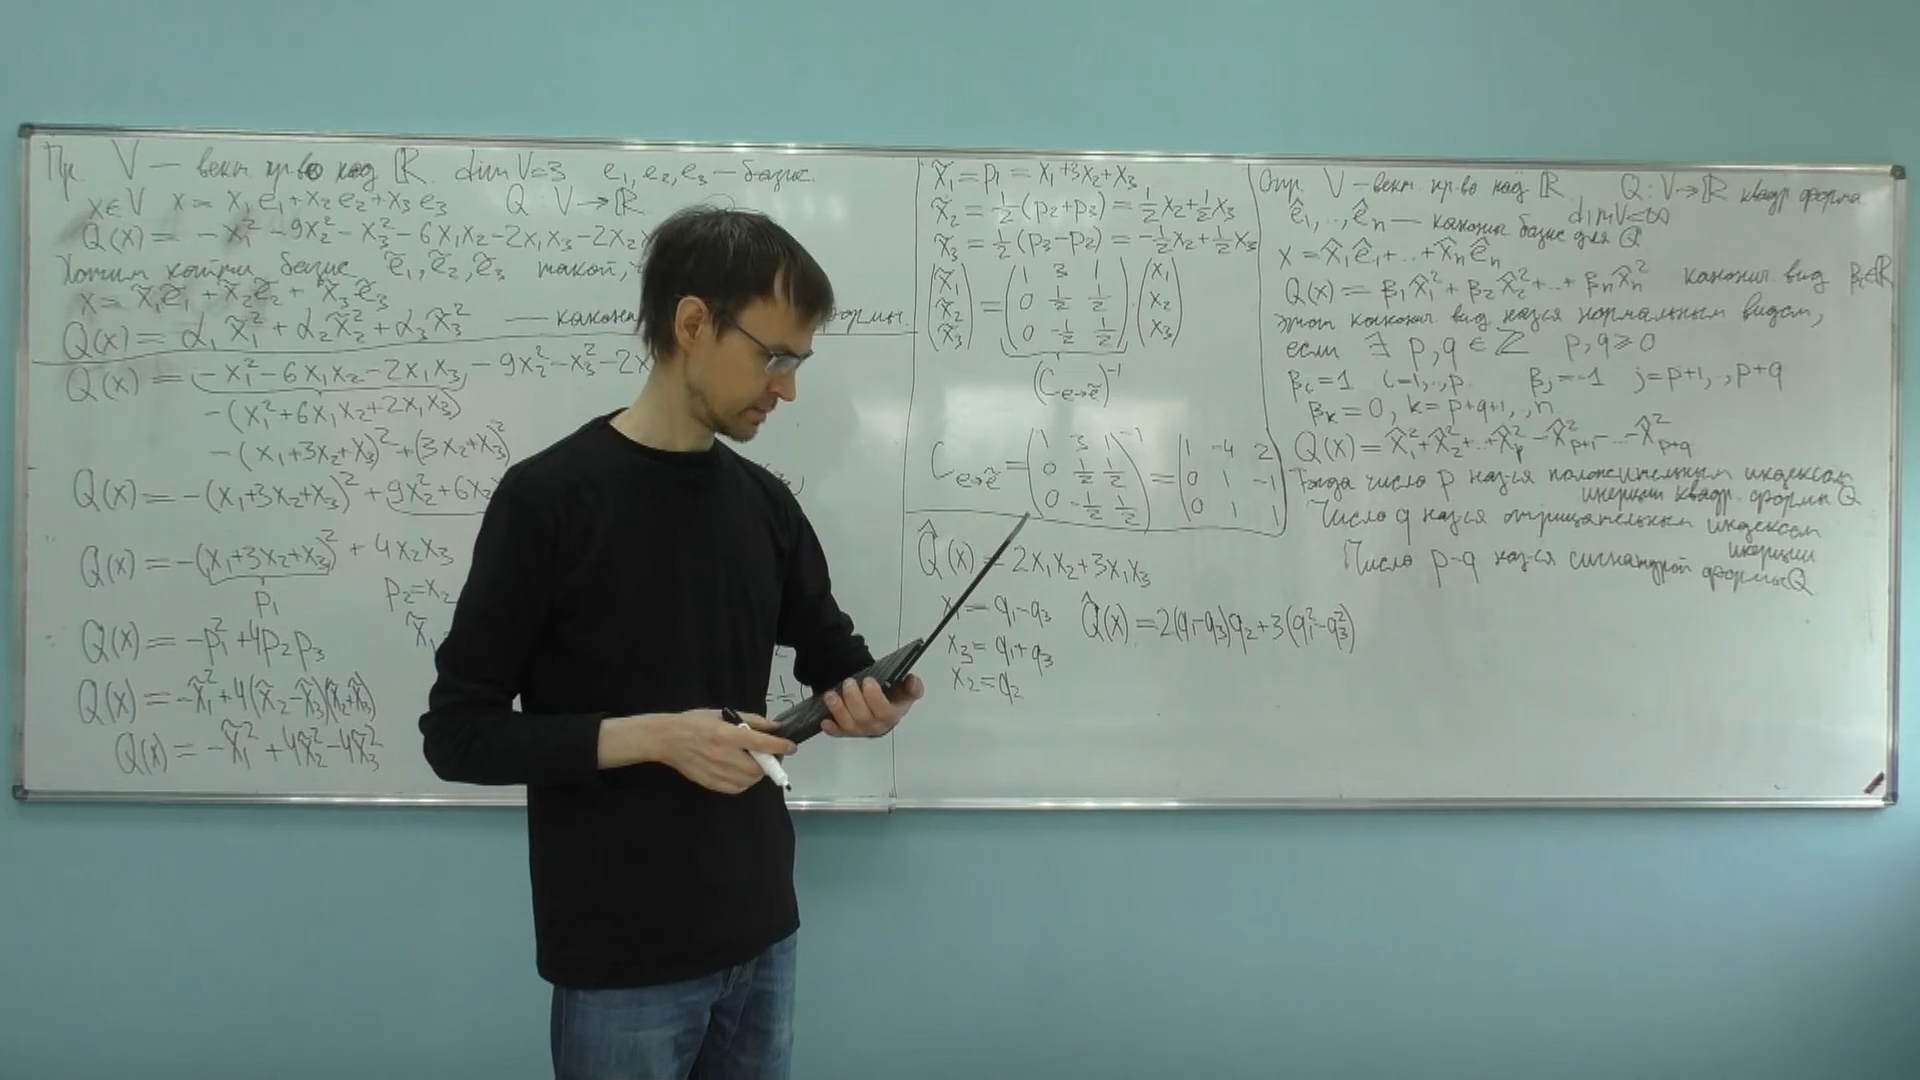 Пр. V — вект. пр-во над ℝ. dim V=3 e₁, e₂, e₃ — базис.
x∈V x = x₁e₁+x₂e₂+x₃e₃ Q: V→ℝ
Q(x) = -x₁²-9x₂²-x₃²-6x₁x₂-2x₁x₃-2x₂x
Хотим найти базис ẽ₁, ẽ₂, ẽ₃ такой,
x = x̃₁ẽ₁+x̃₂ẽ₂+x̃₃ẽ₃
Q(x) = α₁x̃₁²+α₂x̃₂²+α₃x̃₃² — формы.
Q(x) = -x₁²-6x₁x₂-2x₁x₃-9x₂²-x₃²-2x
-(x₁²+6x₁x₂+2x₁x₃)
-(x₁+3x₂+x₃)²+(3x₂+x₃)²
Q(x) = -(x₁+3x₂+x₃)²+9x₂²+6x₂
Q(x) = -(x₁+3x₂+x₃)²+4x₂x₃
p₁ p₂=x₂
Q(x) = -p₁²+4p₂p₃
Q(x) = -x̃₁²+4(x̃₂-x̃₃)(x̃₂+x̃₃)
Q(x) = -x̃₁²+4x̃₂²-4x̃₃²
x̃₁ = p₁ = x₁+3x₂+x₃
x̃₂ = ½(p₂+p₃) = ½x₂+½x₃
x̃₃ = ½(p₃-p₂) = -½x₂+½x₃
(x̃₁) (1 3 1) (x₁)
(x̃₂) = (0 ½ ½) · (x₂)
(x̃₃) (0 -½ ½) (x₃)
(C e→ẽ)⁻¹
(1 3 1)⁻¹ (1 -4 2)
C e→ẽ = (0 ½ ½) = (0 1 -1)
(0 -½ ½) (0 1 1)
Q̂(x) = 2x₁x₂+3x₁x₃
x₁ = q₁-q₃ Q̂(x) = 2(q₁-q₃)q₂+3(q₁²-q₃²)
x₃ = q₁+q₃
x₂ = q₂
Опр. V — вект. пр-во над ℝ Q: V→ℝ квадр. форма
ê₁,..,ên — канонич. базис для Q dim V<∞
x = x̂₁ê₁+..+x̂nên
Q(x) = β₁x̂₁²+β₂x̂₂²+..+βnx̂n² канонич. вид βi∈ℝ
Этот канонич. вид наз-ся нормальным видом,
если ∃ p, q ∈ ℤ p, q ⩾ 0
βi=1 i=1,..,p. βj=-1 j=p+1,..,p+q
βk=0, k=p+q+1,..,n.
Q(x) = x̂₁²+x̂₂²+..+x̂p²-x̂p+1²-..-x̂p+q²
Тогда число p наз-ся положительным индексом
инерции квадр. формы Q
Число q наз-ся отрицательным индексом
инерции
Число p-q наз-ся сигнатурой формы Q